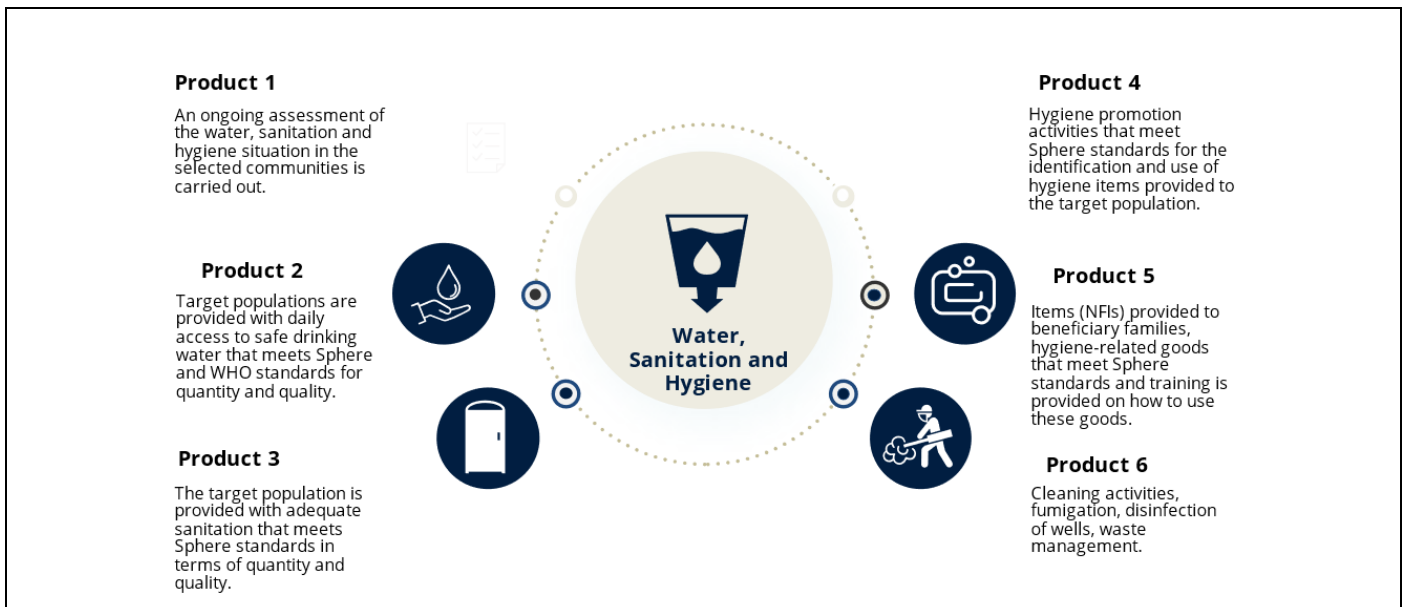 Product 1
An ongoing assessment of
the water, sanitation and
hygiene situation in the
selected communities is
carried out.
Product 2
Target populations are
provided with daily
access to safe drinking
water that meets Sphere
and WHO standards for
quantity and quality.
Product 3
The target population is
provided with adequate
sanitation that meets
Sphere standards in
terms of quantity and
quality.
Water,
Sanitation and
Hygiene
Product 4
Hygiene promotion
activities that meet
Sphere standards for the
identification and use of
hygiene items provided to
the target population.
Product 5
Items (NFIs) provided to
beneficiary families,
hygiene-related goods
that meet Sphere
standards and training is
provided on how to use
these goods.
Product 6
Cleaning activities,
fumigation, disinfection
of wells, waste
management.